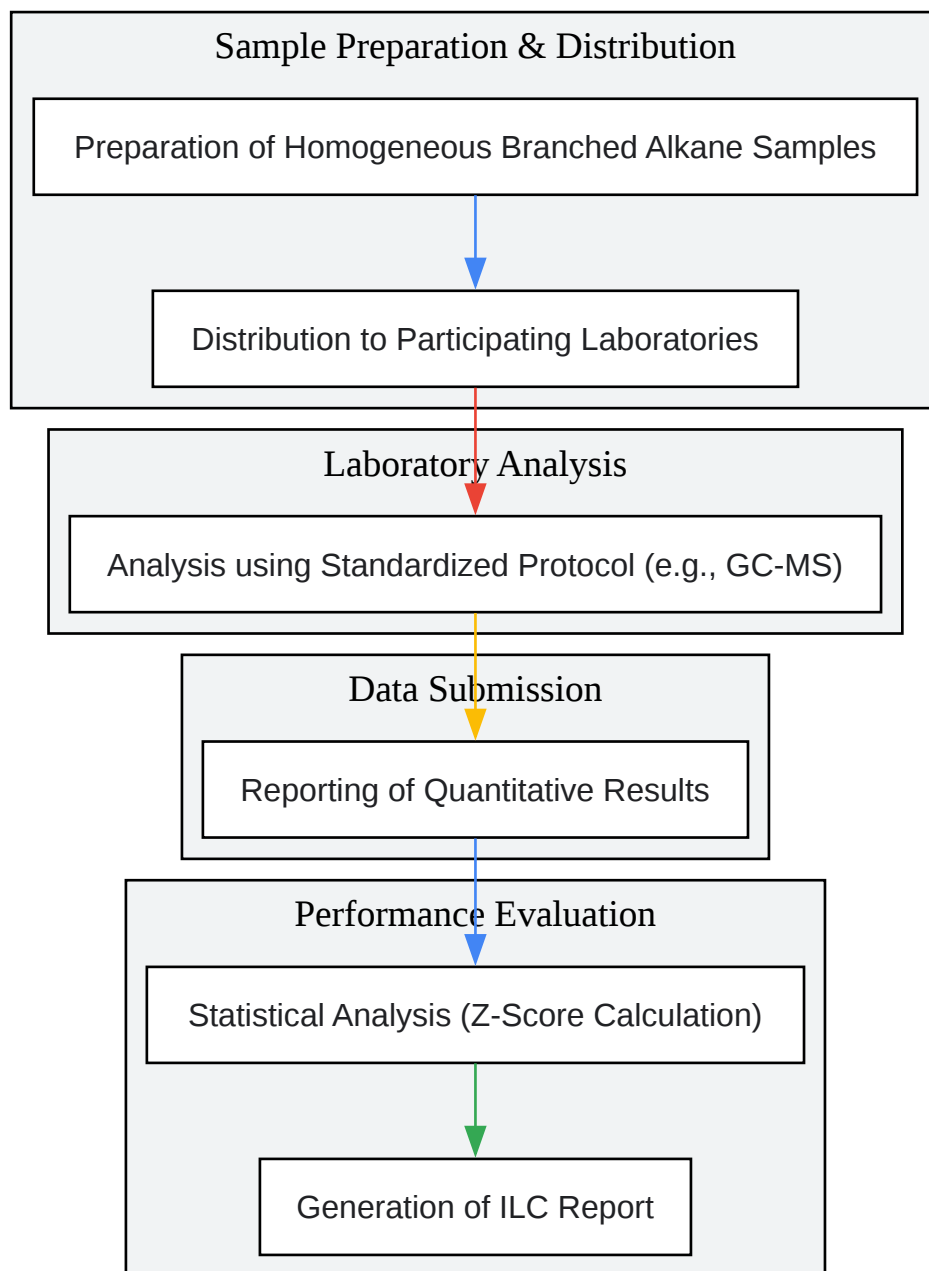 Sample Preparation & Distribution
Preparation of Homogeneous Branched Alkane Samples
Distribution to Participating Laboratories
Laboratory Analysis
Analysis using Standardized Protocol (e.g., GC-MS)
Data Submission
Reporting of Quantitative Results
Performance Evaluation
Statistical Analysis (Z-Score Calculation)
Generation of ILC Report